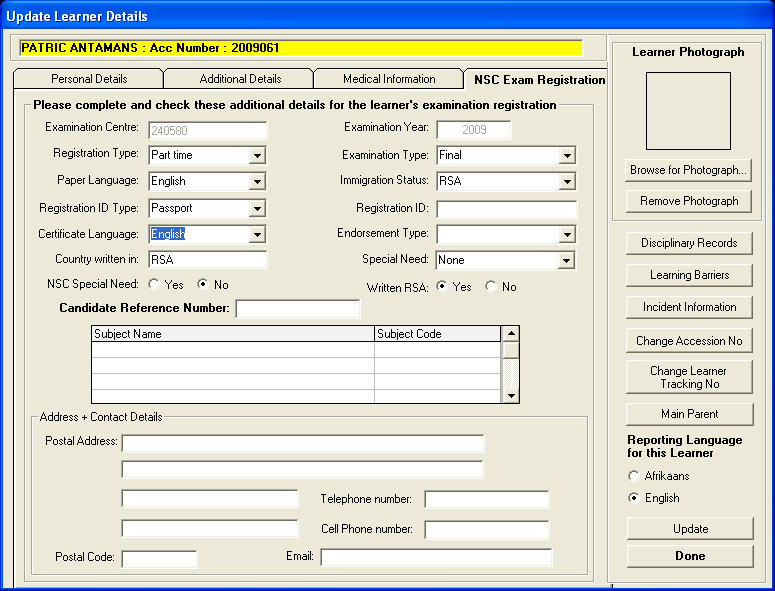 Update Learner Details
PATRIC ANTAMANS : Acc Number : 2009061
Personal Details
Additional Details
Medical Information
NSC Exam Registration
Please complete and check these additional details for the learner's examination registration
Examination Centre: 240580
Examination Year: 2009
Registration Type: Part time
Examination Type: Final
Paper Language: English
Immigration Status: RSA
Registration ID Type: Passport
Registration ID:
Certificate Language: English
Endorsement Type:
Country written in: RSA
Special Need: None
NSC Special Need: Yes No
Written RSA: Yes No
Candidate Reference Number:
Subject Name Subject Code
Address + Contact Details
Postal Address:
Telephone number:
Cell Phone number:
Postal Code:
Email:
Learner Photograph
Browse for Photograph...
Remove Photograph
Disciplinary Records
Learning Barriers
Incident Information
Change Accession No
Change Learner
Tracking No
Main Parent
Reporting Language
for this Learner
Afrikaans
English
Update
Done